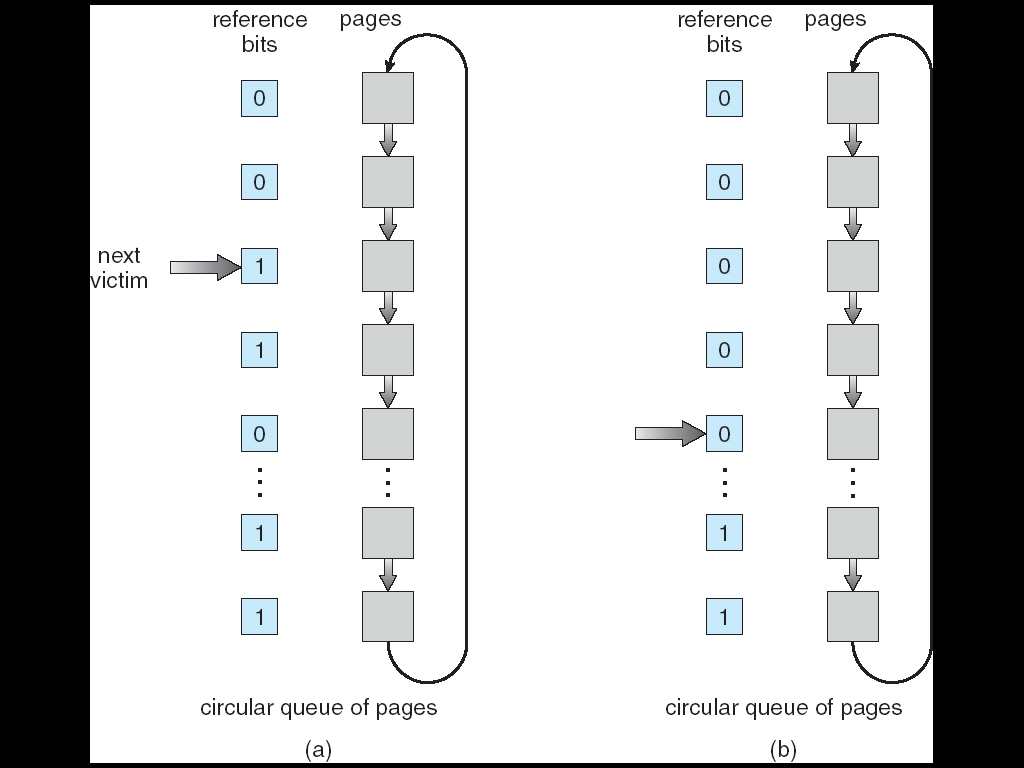 reference
bits
pages
0
0
next
victim
1
1
0
1
1
circular queue of pages
(a)
reference
bits
pages
0
0
0
0
0
1
1
circular queue of pages
(b)